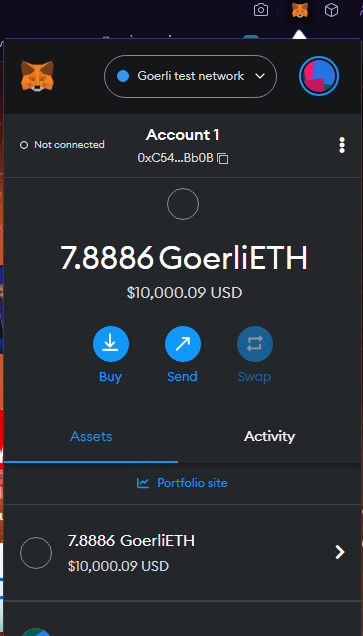 Goerli test network
Not connected
Account 1
0xC54...Bb0B
7.8886 GoerliETH
$10,000.09 USD
Buy
Send
Swap
Assets
Activity
Portfolio site
7.8886 GoerliETH
$10,000.09 USD